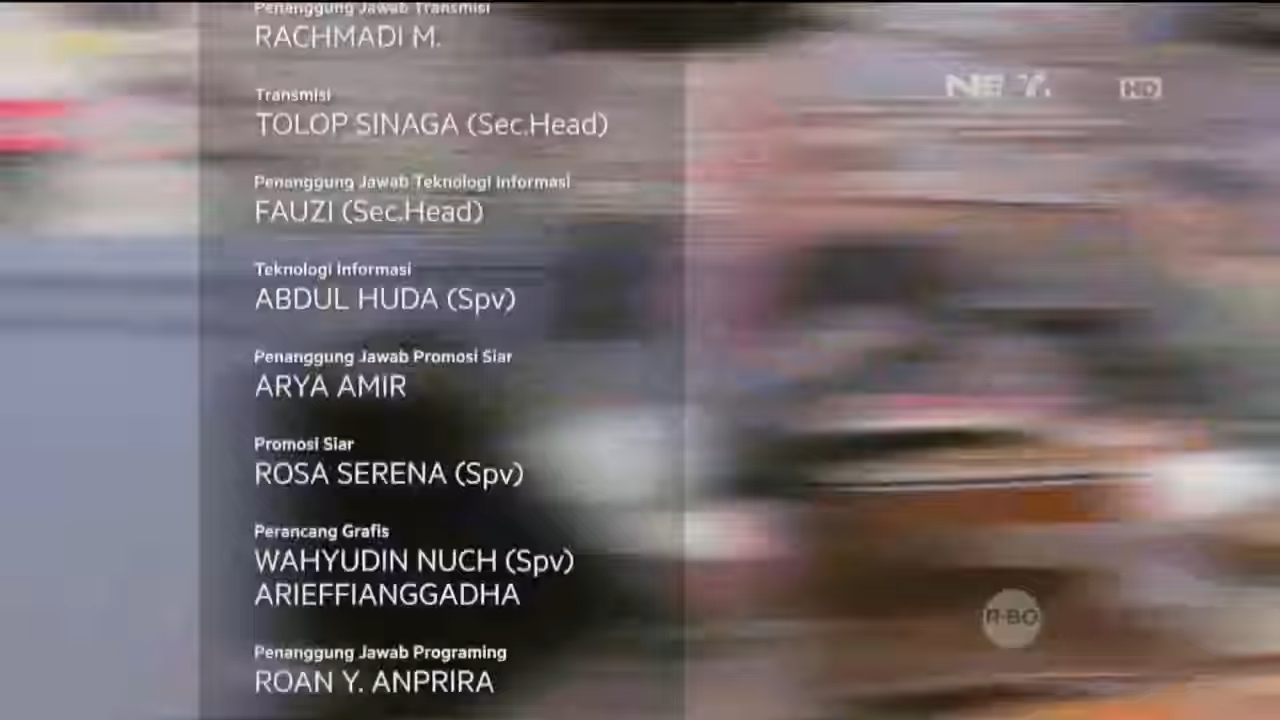 Penanggung Jawab Transmisi
RACHMADI M.
Transmisi
TOLOP SINAGA (Sec.Head)
Penanggung Jawab Teknologi Informasi
FAUZI (Sec.Head)
Teknologi Informasi
ABDUL HUDA (Spv)
Penanggung Jawab Promosi Siar
ARYA AMIR
Promosi Siar
ROSA SERENA (Spv)
Perancang Grafis
WAHYUDIN NUCH (Spv)
ARIEFFIANGGADHA
Penanggung Jawab Programing
ROAN Y. ANPRIRA
HD
R-BO